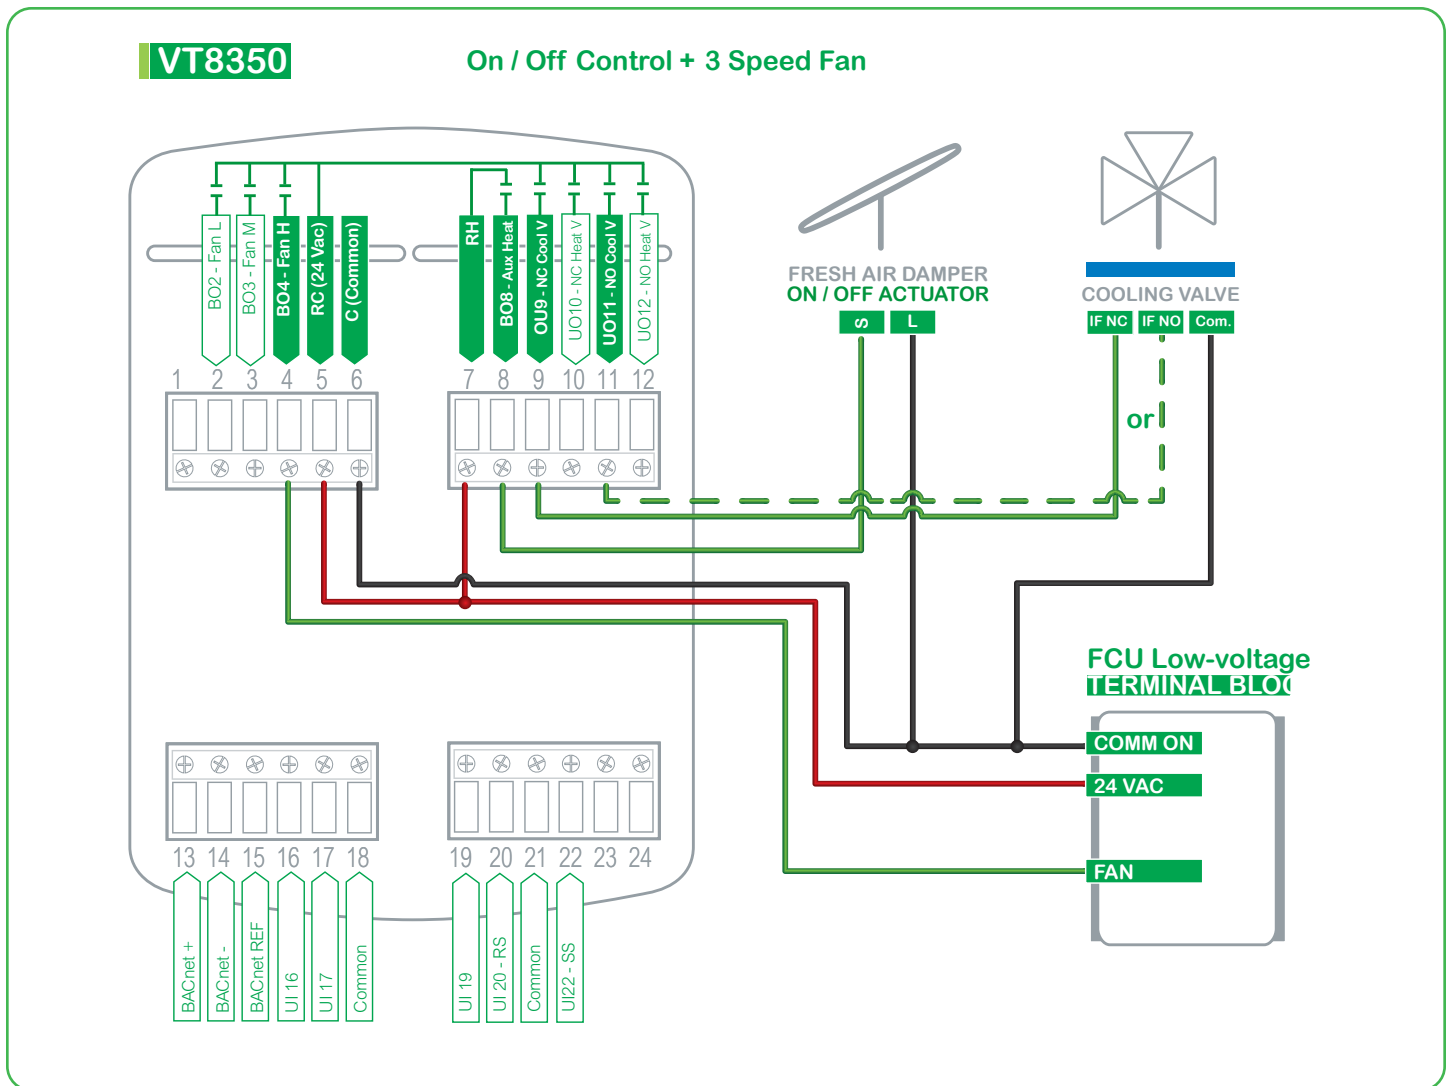 VT8350
On / Off Control + 3 Speed Fan
BO2 - Fan L
BO3 - Fan M
BO4 - Fan H
RC (24 Vac)
C (Common)
RH
BO8 - Aux Heat
OU9 - NC Cool V
UO10 - NC Heat V
UO11 - NO Cool V
UO12 - NO Heat V
1 2 3 4 5 6
7 8 9 10 11 12
FRESH AIR DAMPER
ON / OFF ACTUATOR
S L
COOLING VALVE
IF NC IF NO Com.
or
FCU Low-voltage
TERMINAL BLOC
COMM ON
24 VAC
FAN
13 14 15 16 17 18
19 20 21 22 23 24
BACnet +
BACnet -
BACnet REF
UI 16
UI 17
Common
UI 19
UI 20 - RS
Common
UI22 - SS